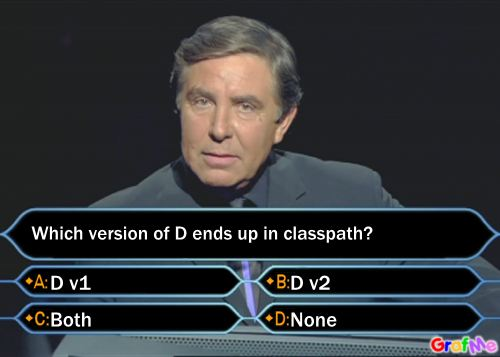 Which version of D ends up in classpath?
A: D v1
B: D v2
C: Both
D: None
GrafMe